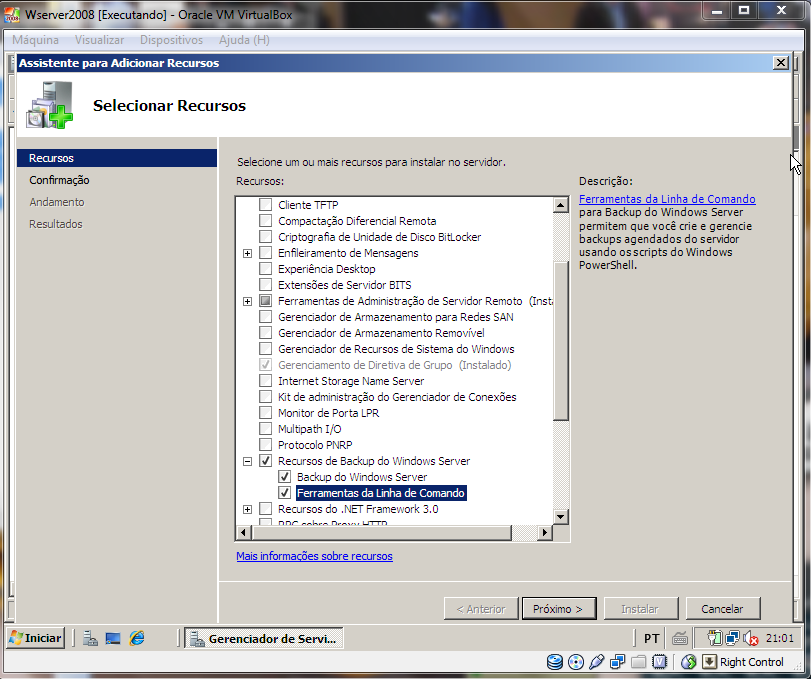 Wserver2008 [Executando] - Oracle VM VirtualBox
Máquina Visualizar Dispositivos Ajuda (H)
Assistente para Adicionar Recursos
Selecionar Recursos
Recursos
Confirmação
Andamento
Resultados
Selecione um ou mais recursos para instalar no servidor.
Recursos:
Cliente TFTP
Compactação Diferencial Remota
Criptografia de Unidade de Disco BitLocker
Enfileiramento de Mensagens
Experiência Desktop
Extensões de Servidor BITS
Ferramentas de Administração de Servidor Remoto (Insta
Gerenciador de Armazenamento para Redes SAN
Gerenciador de Armazenamento Removível
Gerenciador de Recursos de Sistema do Windows
Gerenciamento de Diretiva de Grupo (Instalado)
Internet Storage Name Server
Kit de administração do Gerenciador de Conexões
Monitor de Porta LPR
Multipath I/O
Protocolo PNRP
Recursos de Backup do Windows Server
Backup do Windows Server
Ferramentas da Linha de Comando
Recursos do .NET Framework 3.0
RPC sobre Proxy HTTP
Descrição:
Ferramentas da Linha de Comando
para Backup do Windows Server
permitem que você crie e gerencie
backups agendados do servidor
usando os scripts do Windows
PowerShell.
Mais informações sobre recursos
< Anterior Próximo > Instalar Cancelar
Iniciar Gerenciador de Servi... PT 21:01
Right Control